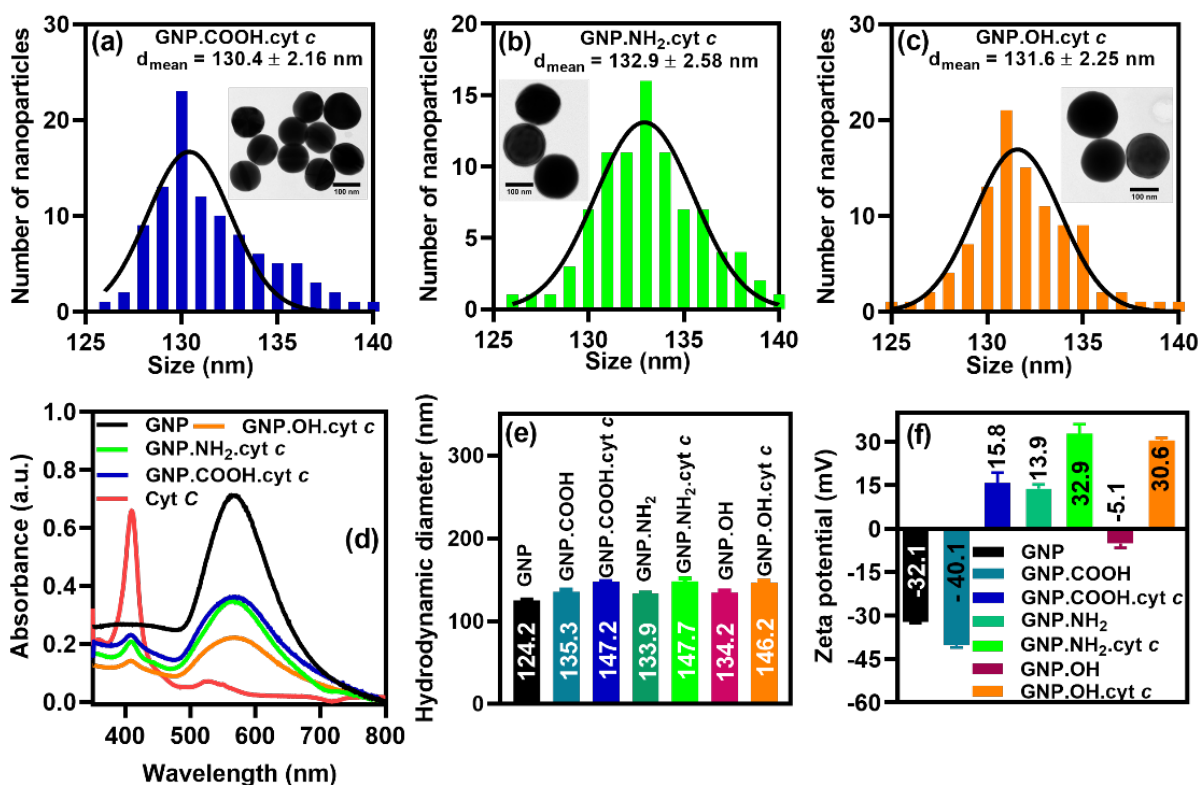 (a)
GNP.COOH.cyt c
d_mean = 130.4 ± 2.16 nm
Number of nanoparticles
30
20
10
0
100 nm
125 130 135 140
Size (nm)
(b)
GNP.NH₂.cyt c
d_mean = 132.9 ± 2.58 nm
Number of nanoparticles
20
15
10
5
0
100 nm
125 130 135 140
Size (nm)
(c)
GNP.OH.cyt c
d_mean = 131.6 ± 2.25 nm
Number of nanoparticles
30
20
10
0
100 nm
125 130 135 140
Size (nm)
Absorbance (a.u.)
1.0
0.8
0.6
0.4
0.2
0.0
GNP GNP.OH.cyt c
GNP.NH₂.cyt c
GNP.COOH.cyt c
Cyt C
(d)
400 500 600 700 800
Wavelength (nm)
Hydrodynamic diameter (nm)
(e)
300
200
100
0
GNP
GNP.COOH
GNP.COOH.cyt c
GNP.NH₂
GNP.NH₂.cyt c
GNP.OH
GNP.OH.cyt c
124.2
135.3
147.2
133.9
147.7
134.2
146.2
Zeta potential (mV)
(f)
30
15
0
-15
-30
-45
-60
-32.1
- 40.1
15.8
13.9
32.9
-5.1
30.6
GNP
GNP.COOH
GNP.COOH.cyt c
GNP.NH₂
GNP.NH₂.cyt c
GNP.OH
GNP.OH.cyt c